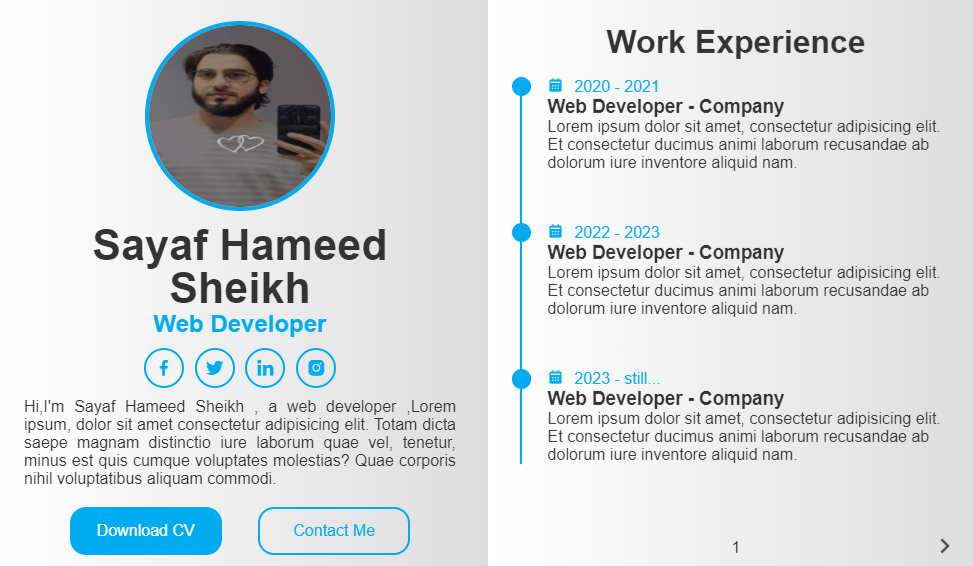 Sayaf Hameed
Sheikh
Web Developer
Hi,I'm Sayaf Hameed Sheikh , a web developer ,Lorem
ipsum, dolor sit amet consectetur adipisicing elit. Totam dicta
saepe magnam distinctio iure laborum quae vel, tenetur,
minus est quis cumque voluptates molestias? Quae corporis
nihil voluptatibus aliquam commodi.
Download CV
Contact Me
Work Experience
2020 - 2021
Web Developer - Company
Lorem ipsum dolor sit amet, consectetur adipisicing elit.
Et consectetur ducimus animi laborum recusandae ab
dolorum iure inventore aliquid nam.
2022 - 2023
Web Developer - Company
Lorem ipsum dolor sit amet, consectetur adipisicing elit.
Et consectetur ducimus animi laborum recusandae ab
dolorum iure inventore aliquid nam.
2023 - still...
Web Developer - Company
Lorem ipsum dolor sit amet, consectetur adipisicing elit.
Et consectetur ducimus animi laborum recusandae ab
dolorum iure inventore aliquid nam.
1